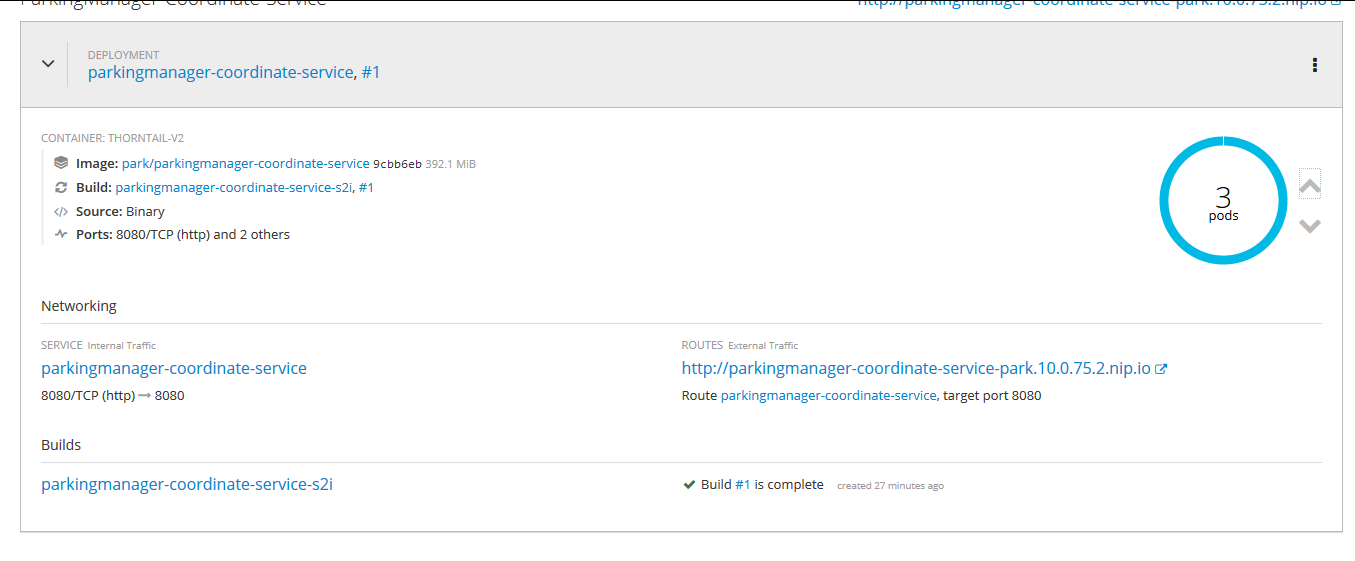 ParkingManager-Coordinate-Service
http://parkingmanager-coordinate-service-park.10.0.75.2.nip.io
DEPLOYMENT
parkingmanager-coordinate-service, #1
CONTAINER: THORNTAIL-V2
Image: park/parkingmanager-coordinate-service 9cbb6eb 392.1 MiB
Build: parkingmanager-coordinate-service-s2i, #1
Source: Binary
Ports: 8080/TCP (http) and 2 others
3
pods
Networking
SERVICE Internal Traffic
parkingmanager-coordinate-service
8080/TCP (http) → 8080
ROUTES External Traffic
http://parkingmanager-coordinate-service-park.10.0.75.2.nip.io
Route parkingmanager-coordinate-service, target port 8080
Builds
parkingmanager-coordinate-service-s2i
Build #1 is complete created 27 minutes ago